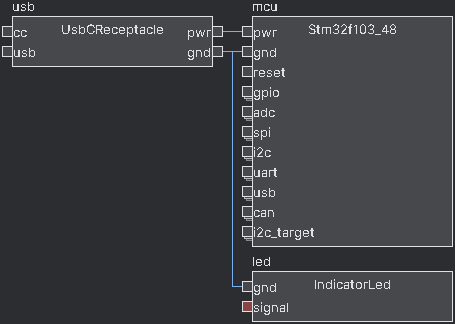 usb
UsbCReceptacle
cc
usb
pwr
gnd
mcu
Stm32f103_48
pwr
gnd
reset
gpio
adc
spi
i2c
uart
usb
can
i2c_target
led
IndicatorLed
gnd
signal